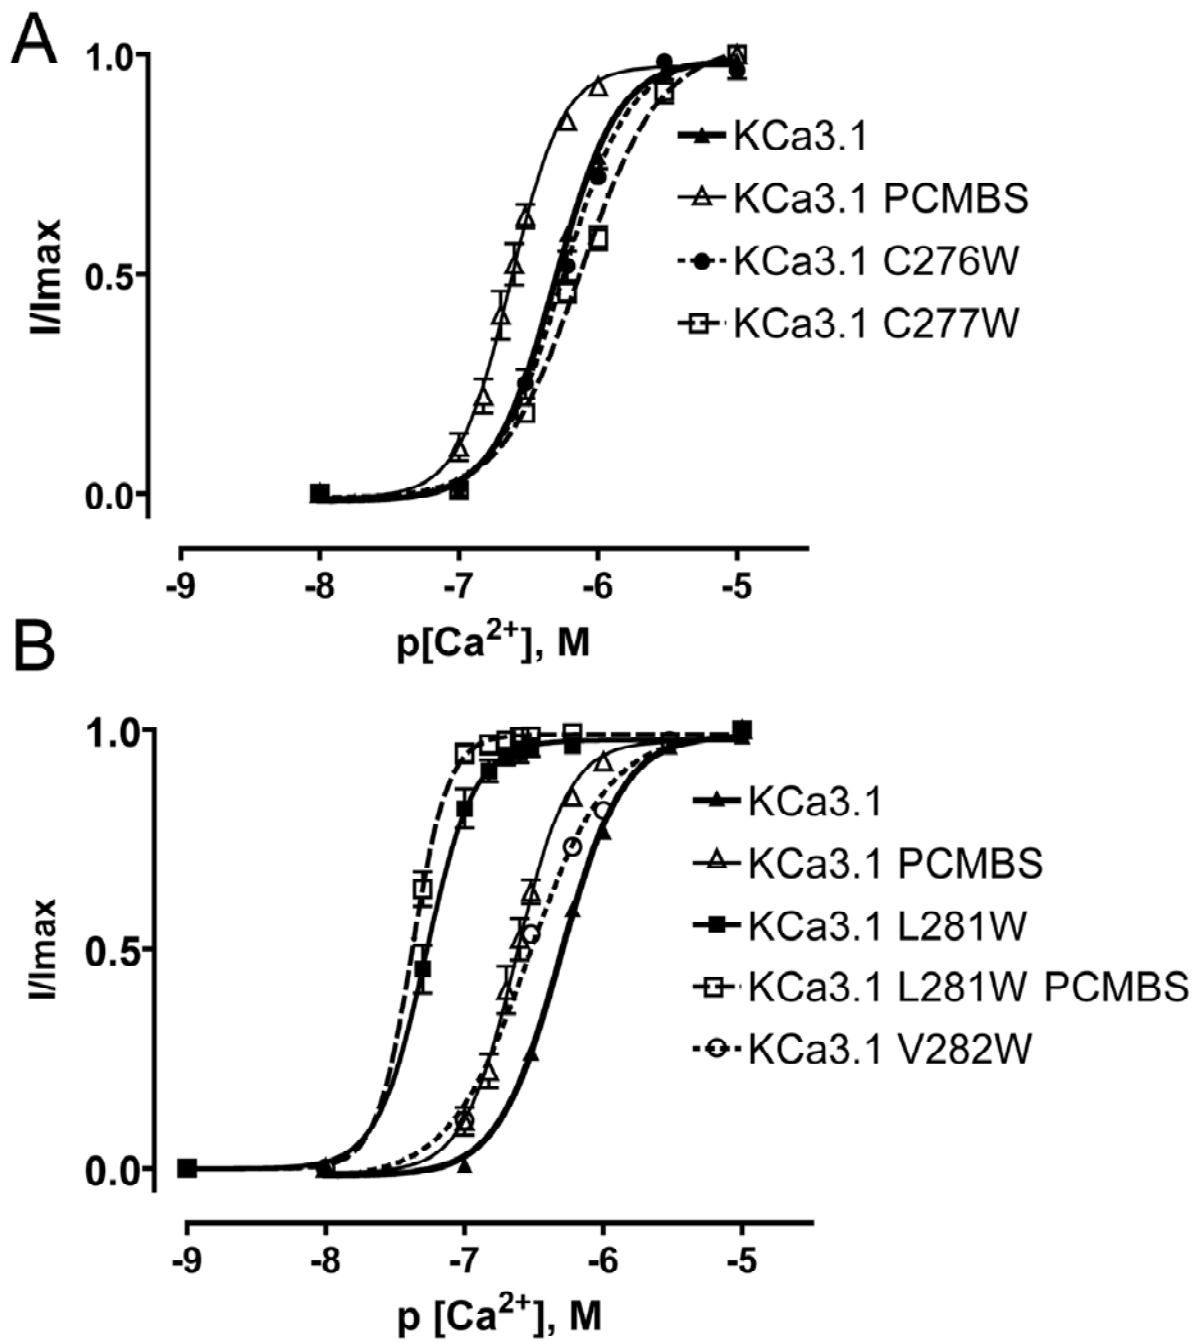 A
1.0
0.5
0.0
I/Imax
KCa3.1
KCa3.1 PCMBS
KCa3.1 C276W
KCa3.1 C277W
-9 -8 -7 -6 -5
p[Ca²⁺], M
B
1.0
0.5
0.0
I/Imax
KCa3.1
KCa3.1 PCMBS
KCa3.1 L281W
KCa3.1 L281W PCMBS
KCa3.1 V282W
-9 -8 -7 -6 -5
p [Ca²⁺], M